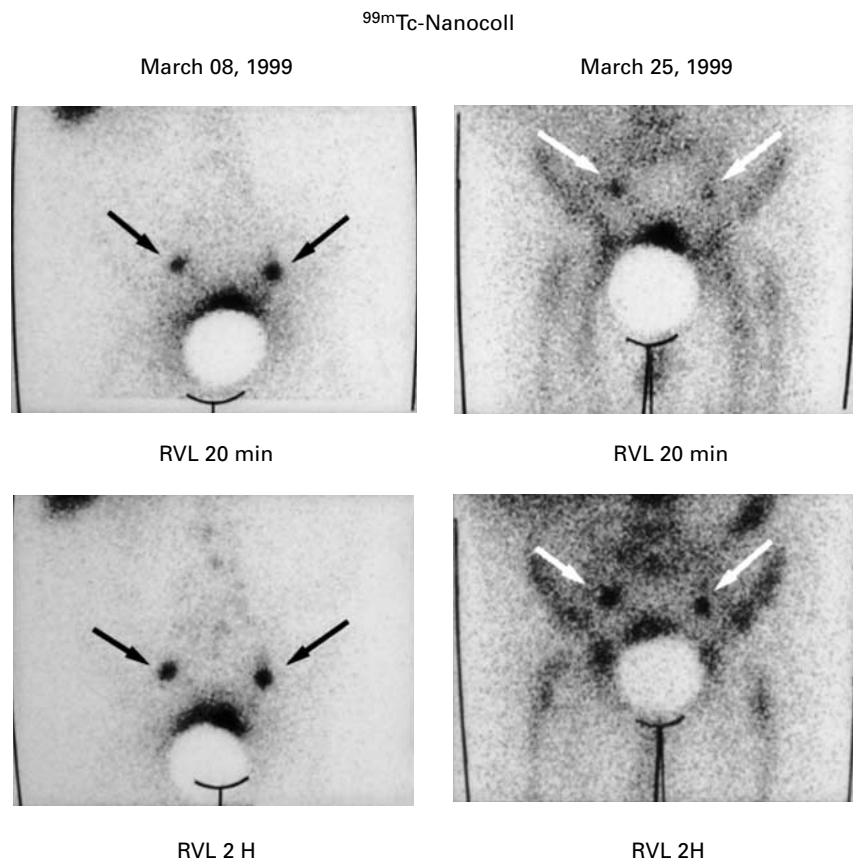 99mTc-Nanocoll
March 08, 1999
March 25, 1999
RVL 20 min
RVL 20 min
RVL 2 H
RVL 2H